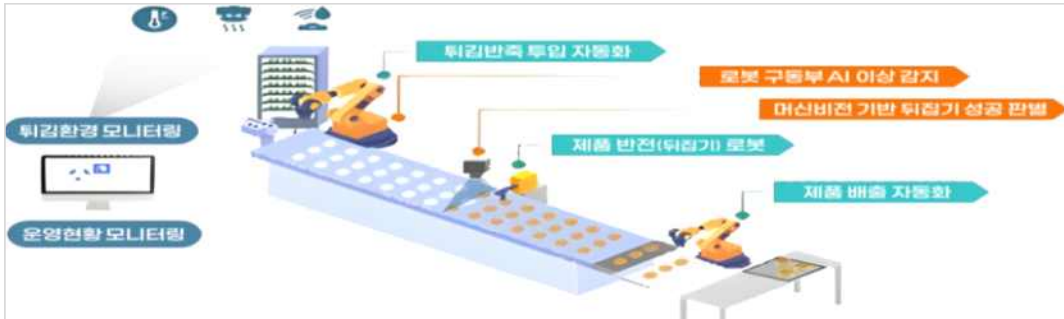 튀김반죽 투입 자동화
로봇 구동부 AI 이상 감지
머신비전 기반 뒤집기 성공 판별
튀김환경 모니터링
제품 반전(뒤집기) 로봇
제품 배출 자동화
운영현황 모니터링